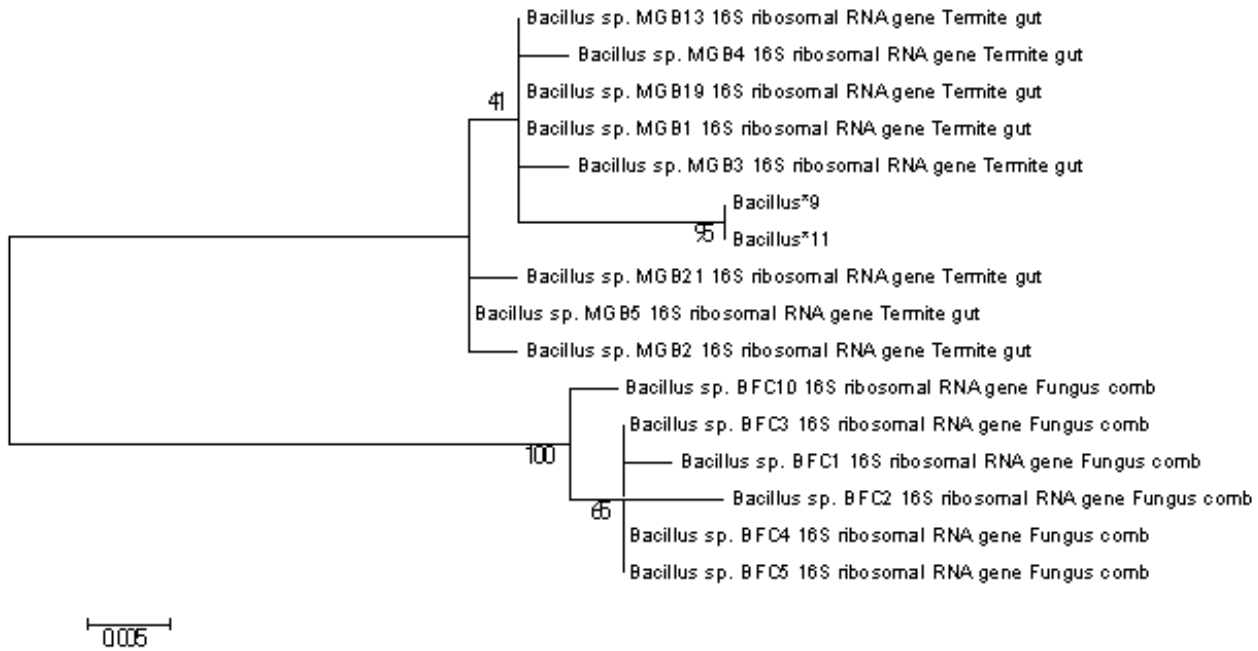 Bacillus sp. MGB13 16S ribosomal RNA gene Termite gut
Bacillus sp. MGB4 16S ribosomal RNA gene Termite gut
41
Bacillus sp. MGB19 16S ribosomal RNA gene Termite gut
Bacillus sp. MGB1 16S ribosomal RNA gene Termite gut
Bacillus sp. MGB3 16S ribosomal RNA gene Termite gut
Bacillus*9
95
Bacillus*11
Bacillus sp. MGB21 16S ribosomal RNA gene Termite gut
Bacillus sp. MGB5 16S ribosomal RNA gene Termite gut
Bacillus sp. MGB2 16S ribosomal RNA gene Termite gut
Bacillus sp. BFC10 16S ribosomal RNA gene Fungus comb
Bacillus sp. BFC3 16S ribosomal RNA gene Fungus comb
100
Bacillus sp. BFC1 16S ribosomal RNA gene Fungus comb
Bacillus sp. BFC2 16S ribosomal RNA gene Fungus comb
65
Bacillus sp. BFC4 16S ribosomal RNA gene Fungus comb
Bacillus sp. BFC5 16S ribosomal RNA gene Fungus comb
0.005